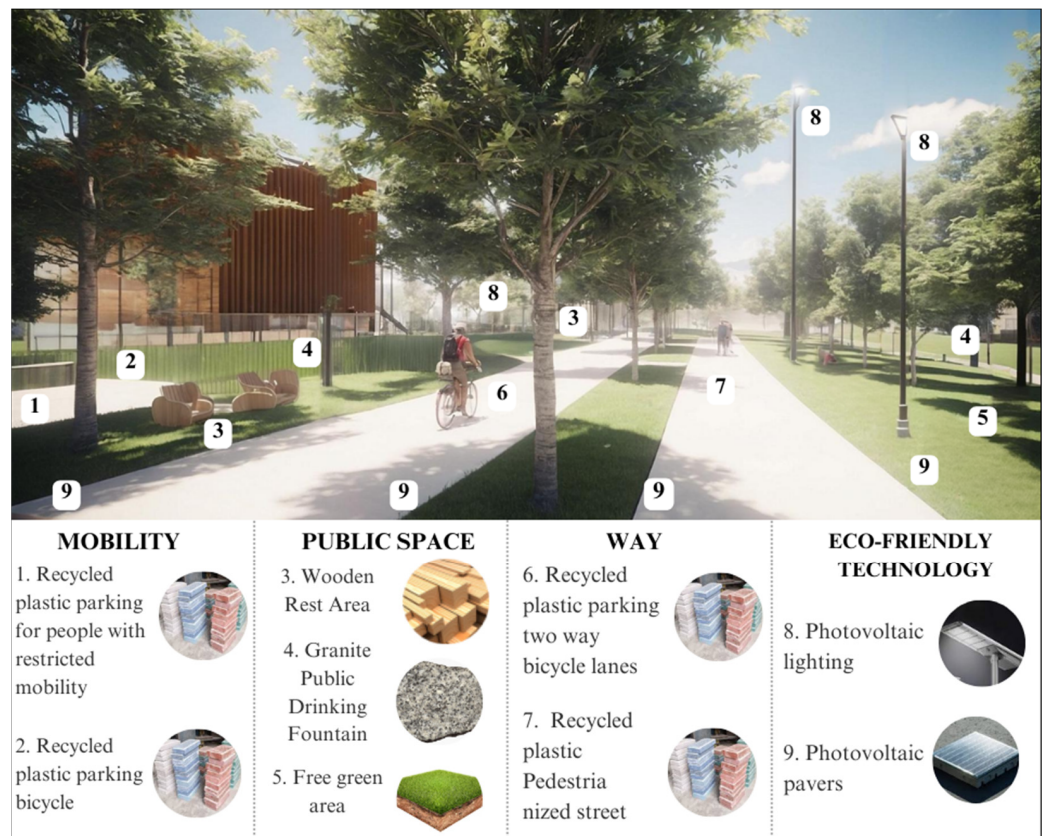 8
8
8
3
2
4
4
1
6
7
3
5
9
9
9
9
MOBILITY
1. Recycled
plastic parking
for people with
restricted
mobility
2. Recycled
plastic parking
bicycle
PUBLIC SPACE
3. Wooden
Rest Area
4. Granite
Public
Drinking
Fountain
5. Free green
area
WAY
6. Recycled
plastic parking
two way
bicycle lanes
7. Recycled
plastic
Pedestria
nized street
ECO-FRIENDLY
TECHNOLOGY
8. Photovoltaic
lighting
9. Photovoltaic
pavers